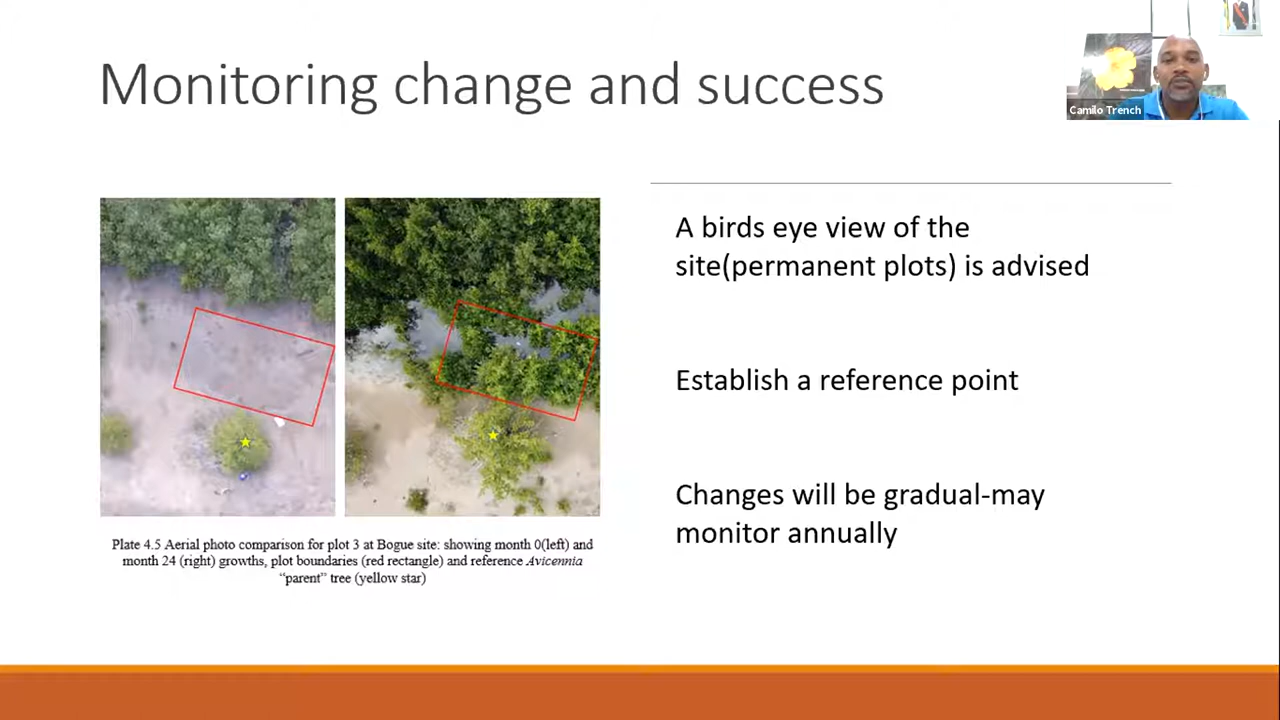 Monitoring change and success
Camilo Trench
A birds eye view of the
site(permanent plots) is advised
Establish a reference point
Changes will be gradual-may
monitor annually
Plate 4.5 Aerial photo comparison for plot 3 at Bogue site: showing month 0(left) and
month 24 (right) growths, plot boundaries (red rectangle) and reference Avicennia
“parent” tree (yellow star)